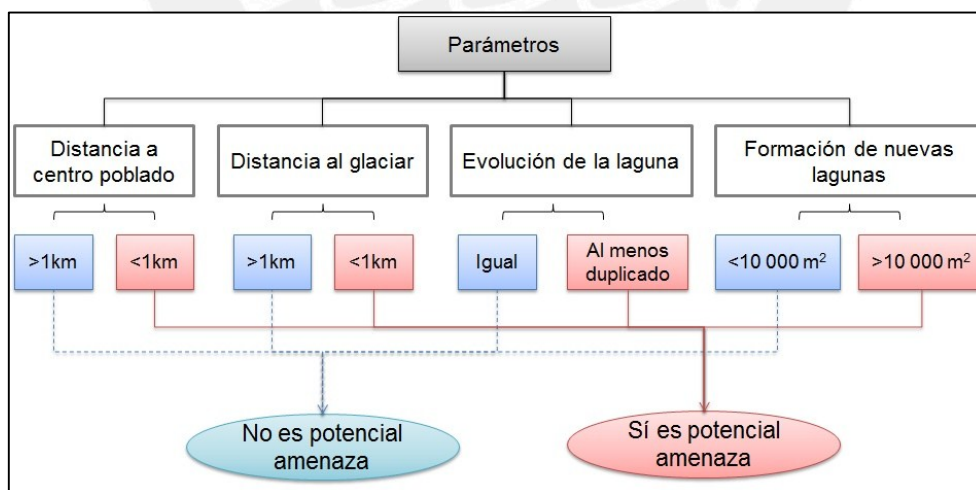 Parámetros
Distancia a
centro poblado
Distancia al glaciar
Evolución de la laguna
Formación de nuevas
lagunas
>1km
<1km
>1km
<1km
Igual
Al menos
duplicado
<10 000 m²
>10 000 m²
No es potencial
amenaza
Sí es potencial
amenaza